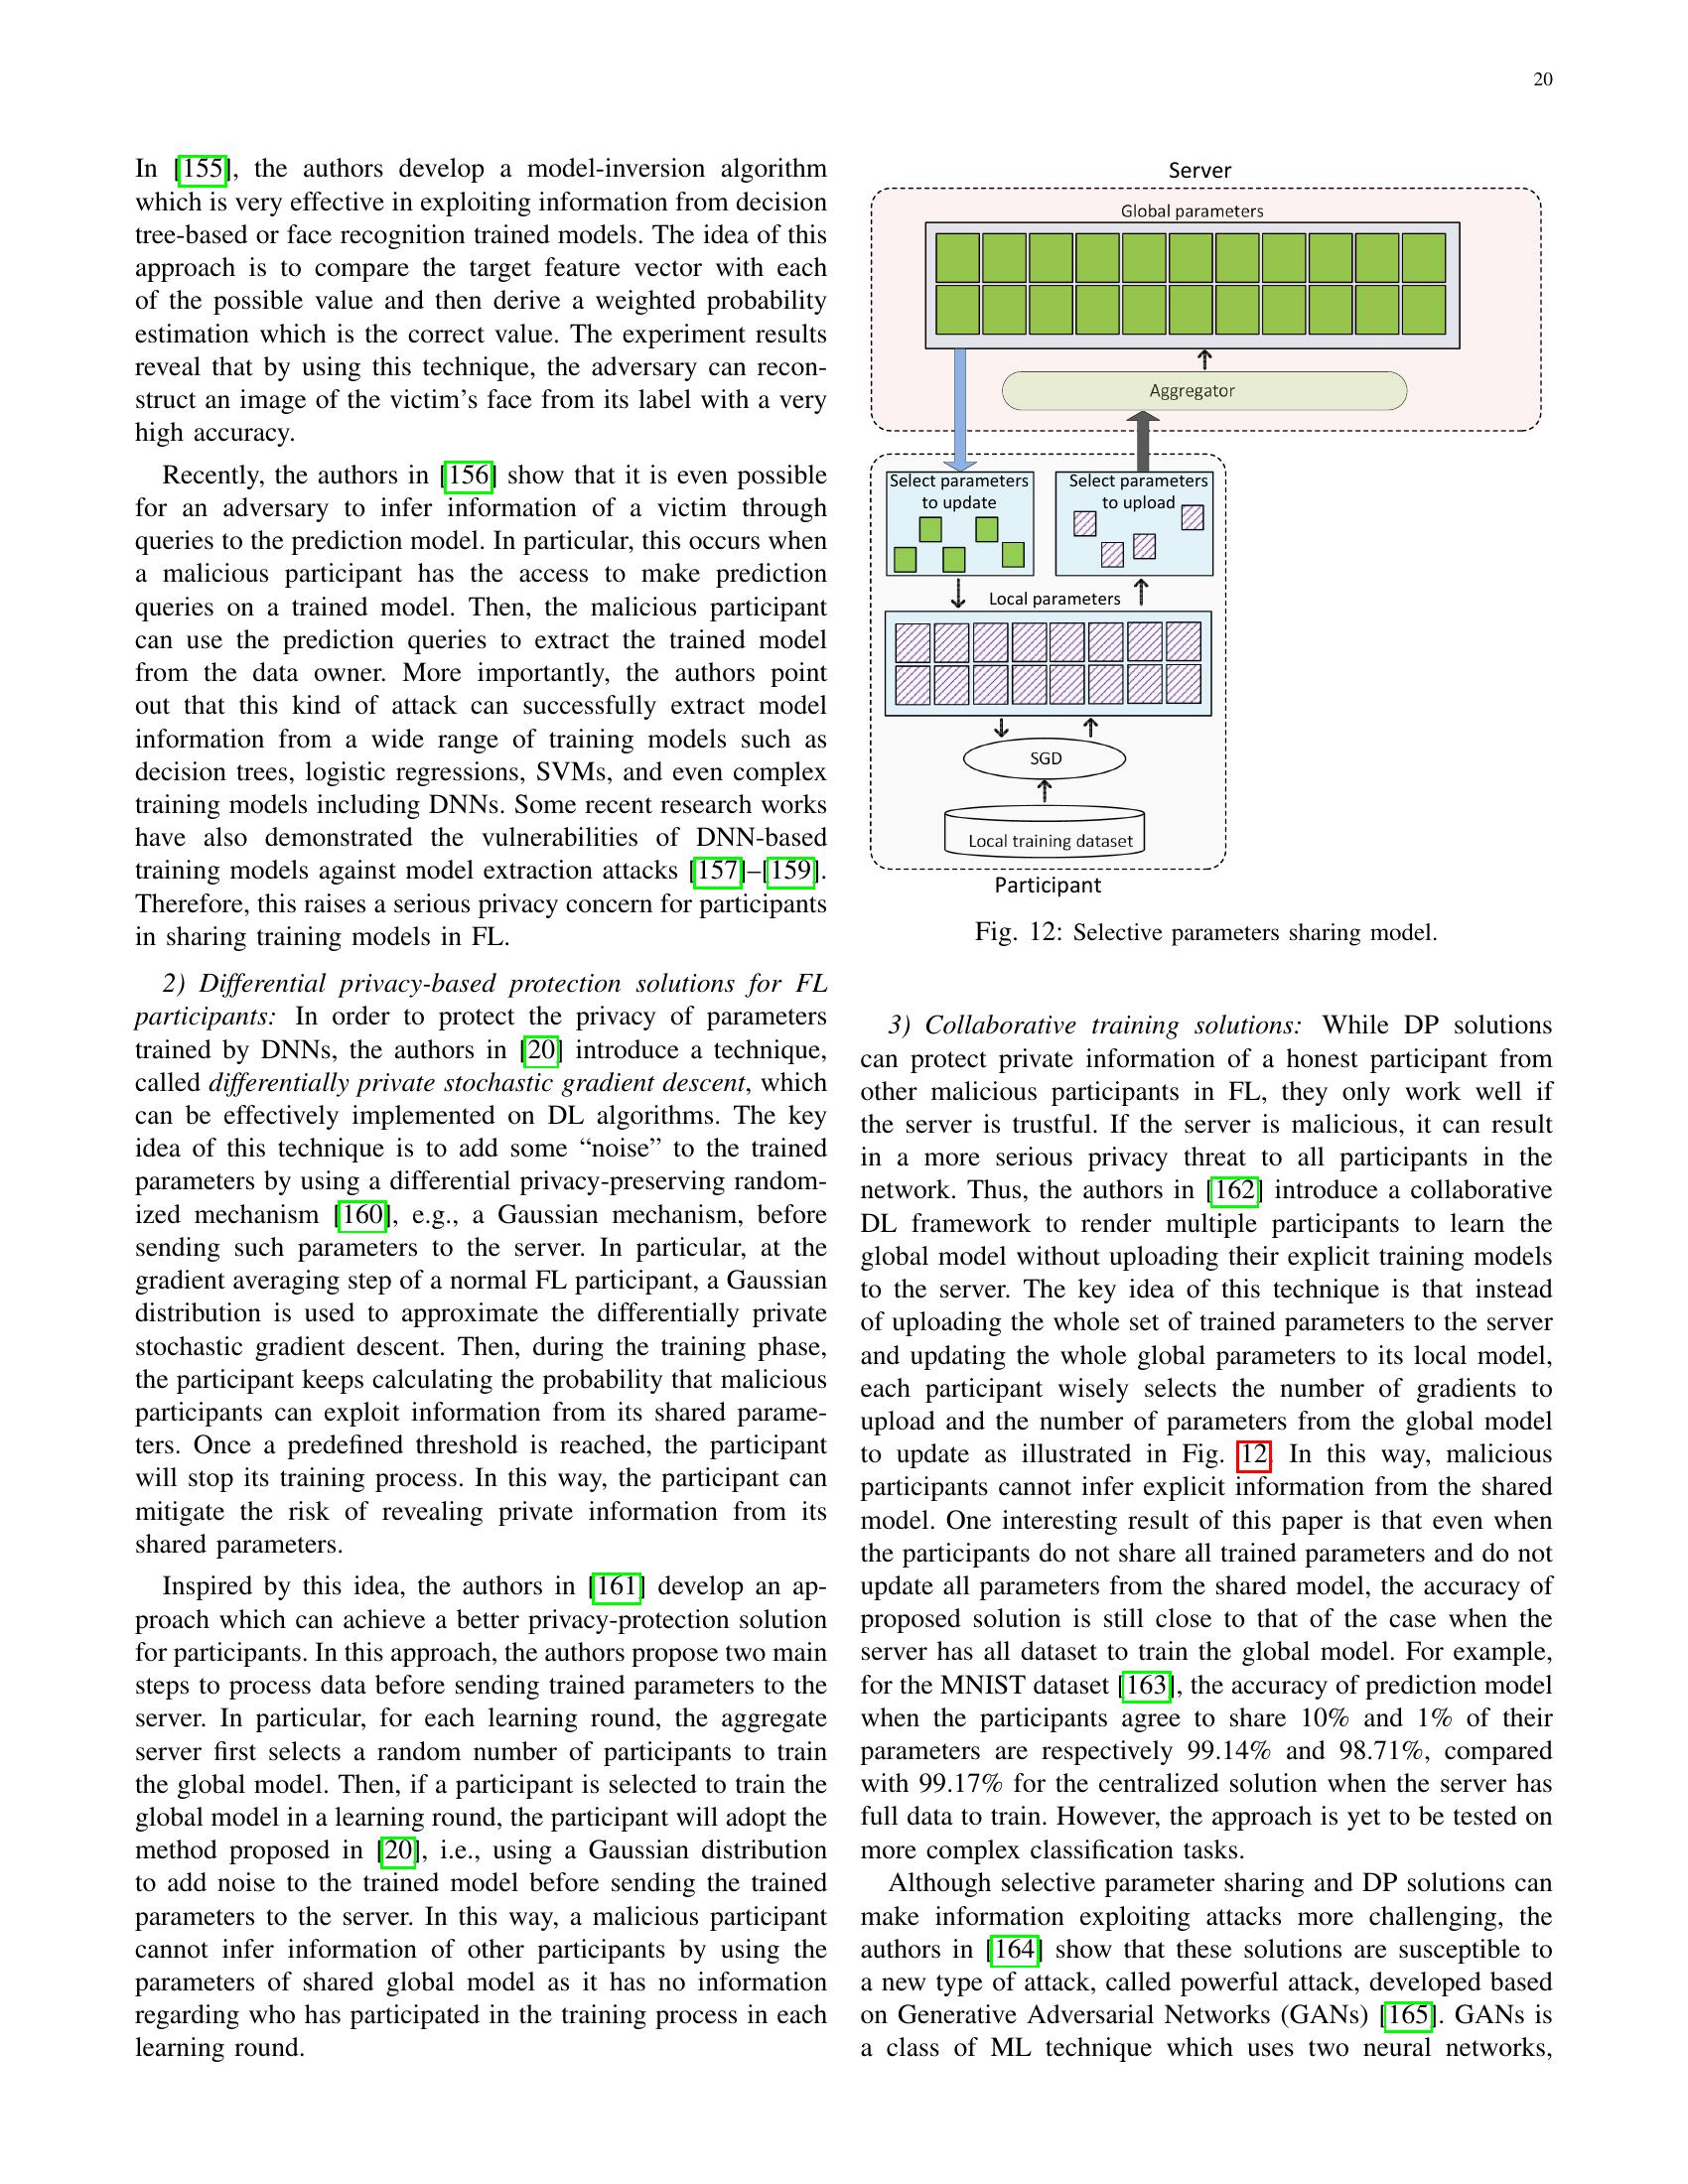 20
In [155], the authors develop a model-inversion algorithm
which is very effective in exploiting information from decision
tree-based or face recognition trained models. The idea of this
approach is to compare the target feature vector with each
of the possible value and then derive a weighted probability
estimation which is the correct value. The experiment results
reveal that by using this technique, the adversary can recon-
struct an image of the victim's face from its label with a very
high accuracy.
Recently, the authors in [156] show that it is even possible
for an adversary to infer information of a victim through
queries to the prediction model. In particular, this occurs when
a malicious participant has the access to make prediction
queries on a trained model. Then, the malicious participant
can use the prediction queries to extract the trained model
from the data owner. More importantly, the authors point
out that this kind of attack can successfully extract model
information from a wide range of training models such as
decision trees, logistic regressions, SVMs, and even complex
training models including DNNs. Some recent research works
have also demonstrated the vulnerabilities of DNN-based
training models against model extraction attacks [157]–[159].
Therefore, this raises a serious privacy concern for participants
in sharing training models in FL.
2) Differential privacy-based protection solutions for FL
participants: In order to protect the privacy of parameters
trained by DNNs, the authors in [20] introduce a technique,
called differentially private stochastic gradient descent, which
can be effectively implemented on DL algorithms. The key
idea of this technique is to add some “noise” to the trained
parameters by using a differential privacy-preserving random-
ized mechanism [160], e.g., a Gaussian mechanism, before
sending such parameters to the server. In particular, at the
gradient averaging step of a normal FL participant, a Gaussian
distribution is used to approximate the differentially private
stochastic gradient descent. Then, during the training phase,
the participant keeps calculating the probability that malicious
participants can exploit information from its shared parame-
ters. Once a predefined threshold is reached, the participant
will stop its training process. In this way, the participant can
mitigate the risk of revealing private information from its
shared parameters.
Inspired by this idea, the authors in [161] develop an ap-
proach which can achieve a better privacy-protection solution
for participants. In this approach, the authors propose two main
steps to process data before sending trained parameters to the
server. In particular, for each learning round, the aggregate
server first selects a random number of participants to train
the global model. Then, if a participant is selected to train the
global model in a learning round, the participant will adopt the
method proposed in [20], i.e., using a Gaussian distribution
to add noise to the trained model before sending the trained
parameters to the server. In this way, a malicious participant
cannot infer information of other participants by using the
parameters of shared global model as it has no information
regarding who has participated in the training process in each
learning round.
Server
Global parameters
Aggregator
Select parameters
to update
Select parameters
to upload
Local parameters
SGD
Local training dataset
Participant
Fig. 12: Selective parameters sharing model.
3) Collaborative training solutions: While DP solutions
can protect private information of a honest participant from
other malicious participants in FL, they only work well if
the server is trustful. If the server is malicious, it can result
in a more serious privacy threat to all participants in the
network. Thus, the authors in [162] introduce a collaborative
DL framework to render multiple participants to learn the
global model without uploading their explicit training models
to the server. The key idea of this technique is that instead
of uploading the whole set of trained parameters to the server
and updating the whole global parameters to its local model,
each participant wisely selects the number of gradients to
upload and the number of parameters from the global model
to update as illustrated in Fig. 12. In this way, malicious
participants cannot infer explicit information from the shared
model. One interesting result of this paper is that even when
the participants do not share all trained parameters and do not
update all parameters from the shared model, the accuracy of
proposed solution is still close to that of the case when the
server has all dataset to train the global model. For example,
for the MNIST dataset [163], the accuracy of prediction model
when the participants agree to share 10% and 1% of their
parameters are respectively 99.14% and 98.71%, compared
with 99.17% for the centralized solution when the server has
full data to train. However, the approach is yet to be tested on
more complex classification tasks.
Although selective parameter sharing and DP solutions can
make information exploiting attacks more challenging, the
authors in [164] show that these solutions are susceptible to
a new type of attack, called powerful attack, developed based
on Generative Adversarial Networks (GANs) [165]. GANs is
a class of ML technique which uses two neural networks,